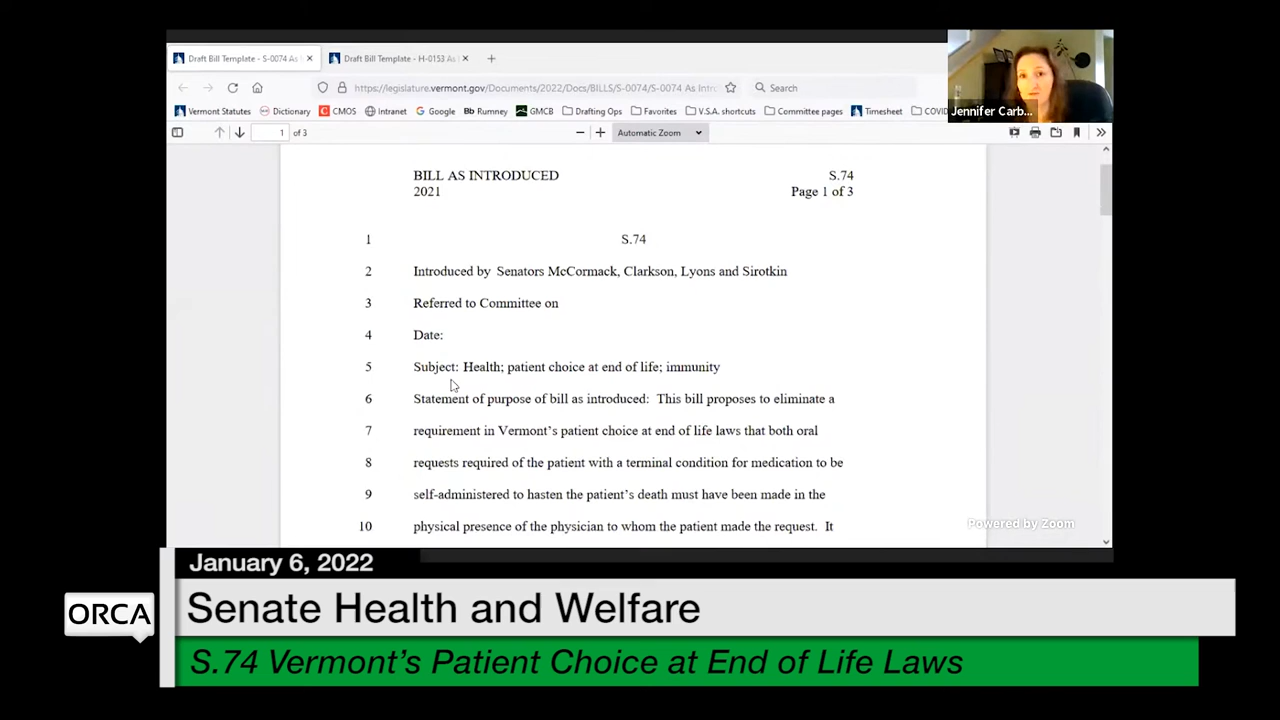 Draft Bill Template - S-0074 As I
Draft Bill Template - H-0153 As I
https://legislature.vermont.gov/Documents/2022/Docs/BILLS/S-0074/S-0074 As Intro
Search
Vermont Statutes
Dictionary
CMOS
Intranet
Google
Bb Rumney
GMCB
Drafting Ops
Favorites
V.S.A. shortcuts
Committee pages
Timesheet
COVID
Jennifer Carb...
1 of 3
Automatic Zoom
BILL AS INTRODUCED S.74
2021 Page 1 of 3
1 S.74
2 Introduced by Senators McCormack, Clarkson, Lyons and Sirotkin
3 Referred to Committee on
4 Date:
5 Subject: Health; patient choice at end of life; immunity
6 Statement of purpose of bill as introduced: This bill proposes to eliminate a
7 requirement in Vermont's patient choice at end of life laws that both oral
8 requests required of the patient with a terminal condition for medication to be
9 self-administered to hasten the patient's death must have been made in the
10 physical presence of the physician to whom the patient made the request. It
Powered by Zoom
January 6, 2022
ORCA
Senate Health and Welfare
S.74 Vermont's Patient Choice at End of Life Laws